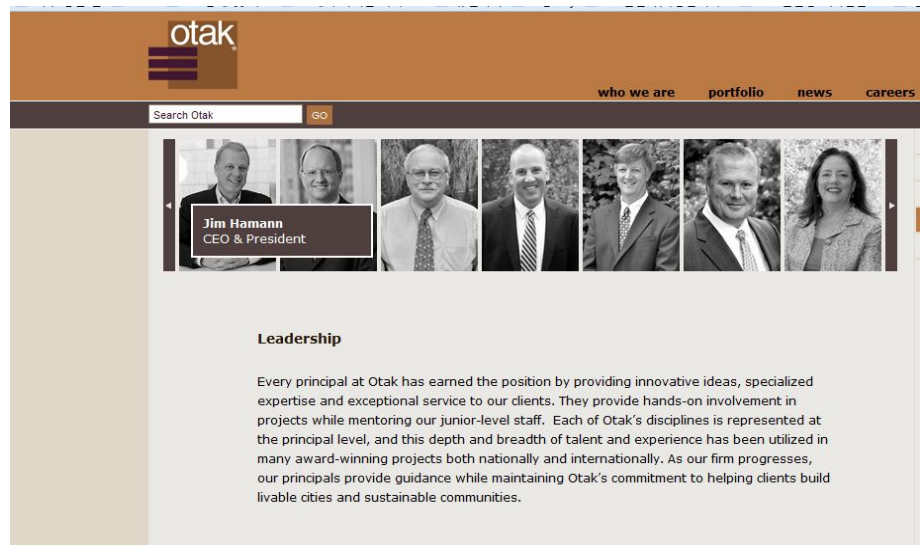 otak
who we are portfolio news careers
Search Otak GO
Jim Hamann
CEO & President
Leadership
Every principal at Otak has earned the position by providing innovative ideas, specialized
expertise and exceptional service to our clients. They provide hands-on involvement in
projects while mentoring our junior-level staff. Each of Otak's disciplines is represented at
the principal level, and this depth and breadth of talent and experience has been utilized in
many award-winning projects both nationally and internationally. As our firm progresses,
our principals provide guidance while maintaining Otak's commitment to helping clients build
livable cities and sustainable communities.